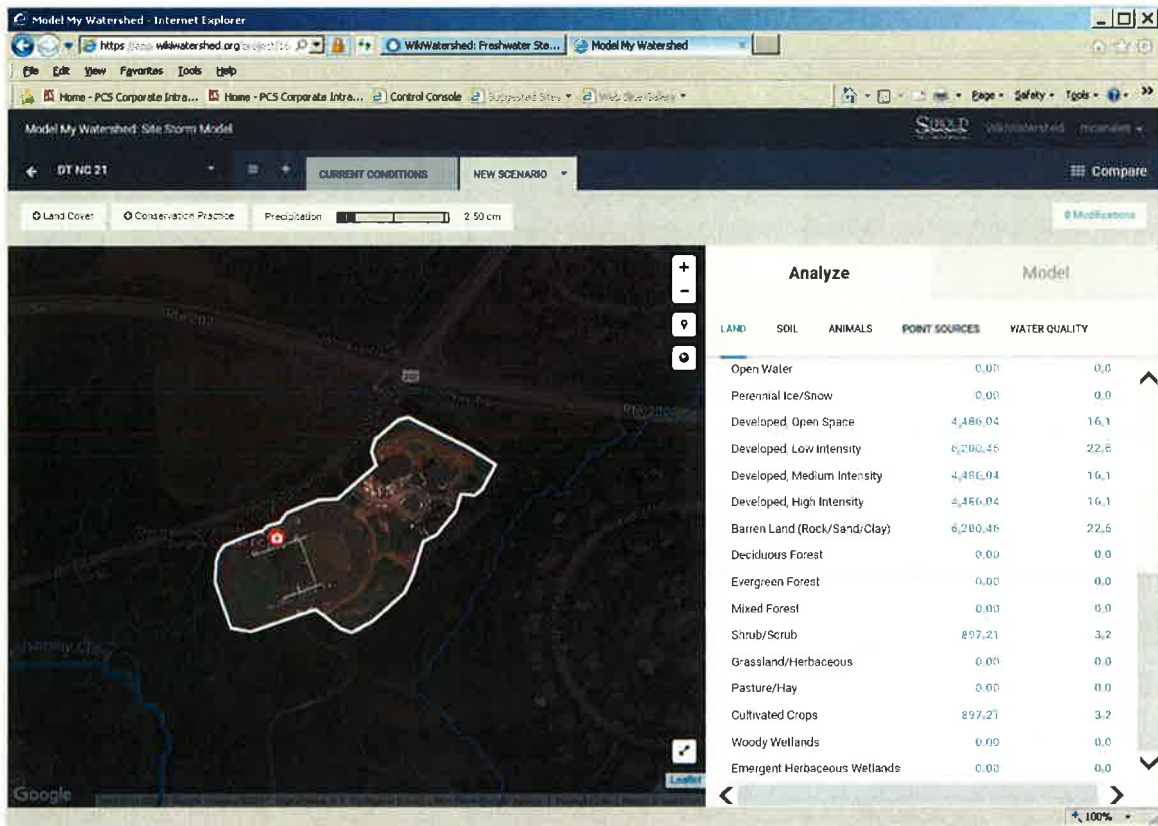 Model My Watershed - Internet Explorer
https wikiwatershed.org WikiWatershed: Freshwater Ste... Model My Watershed
File Edit View Favorites Tools Help
Home - PCS Corporate Intra... Home - PCS Corporate Intra... Control Console Suggested Sites Web Slice Gallery Page Safety Tools
Model My Watershed: Site Storm Model WikiWatershed
DT NG 21 CURRENT CONDITIONS NEW SCENARIO Compare
Land Cover Conservation Practice Precipitation 2.50 cm 0 Modifications
Analyze Model
LAND SOIL ANIMALS POINT SOURCES WATER QUALITY
Open Water 0.00 0.0
Perennial Ice/Snow 0.00 0.0
Developed, Open Space 4,486.04 16.1
Developed, Low Intensity 6,280.46 22.6
Developed, Medium Intensity 4,486.04 16.1
Developed, High Intensity 4,486.04 16.1
Barren Land (Rock/Sand/Clay) 6,280.46 22.6
Deciduous Forest 0.00 0.0
Evergreen Forest 0.00 0.0
Mixed Forest 0.00 0.0
Shrub/Scrub 897.21 3.2
Grassland/Herbaceous 0.00 0.0
Pasture/Hay 0.00 0.0
Cultivated Crops 897.21 3.2
Woody Wetlands 0.00 0.0
Emergent Herbaceous Wetlands 0.00 0.0
Leaflet
Google
100%